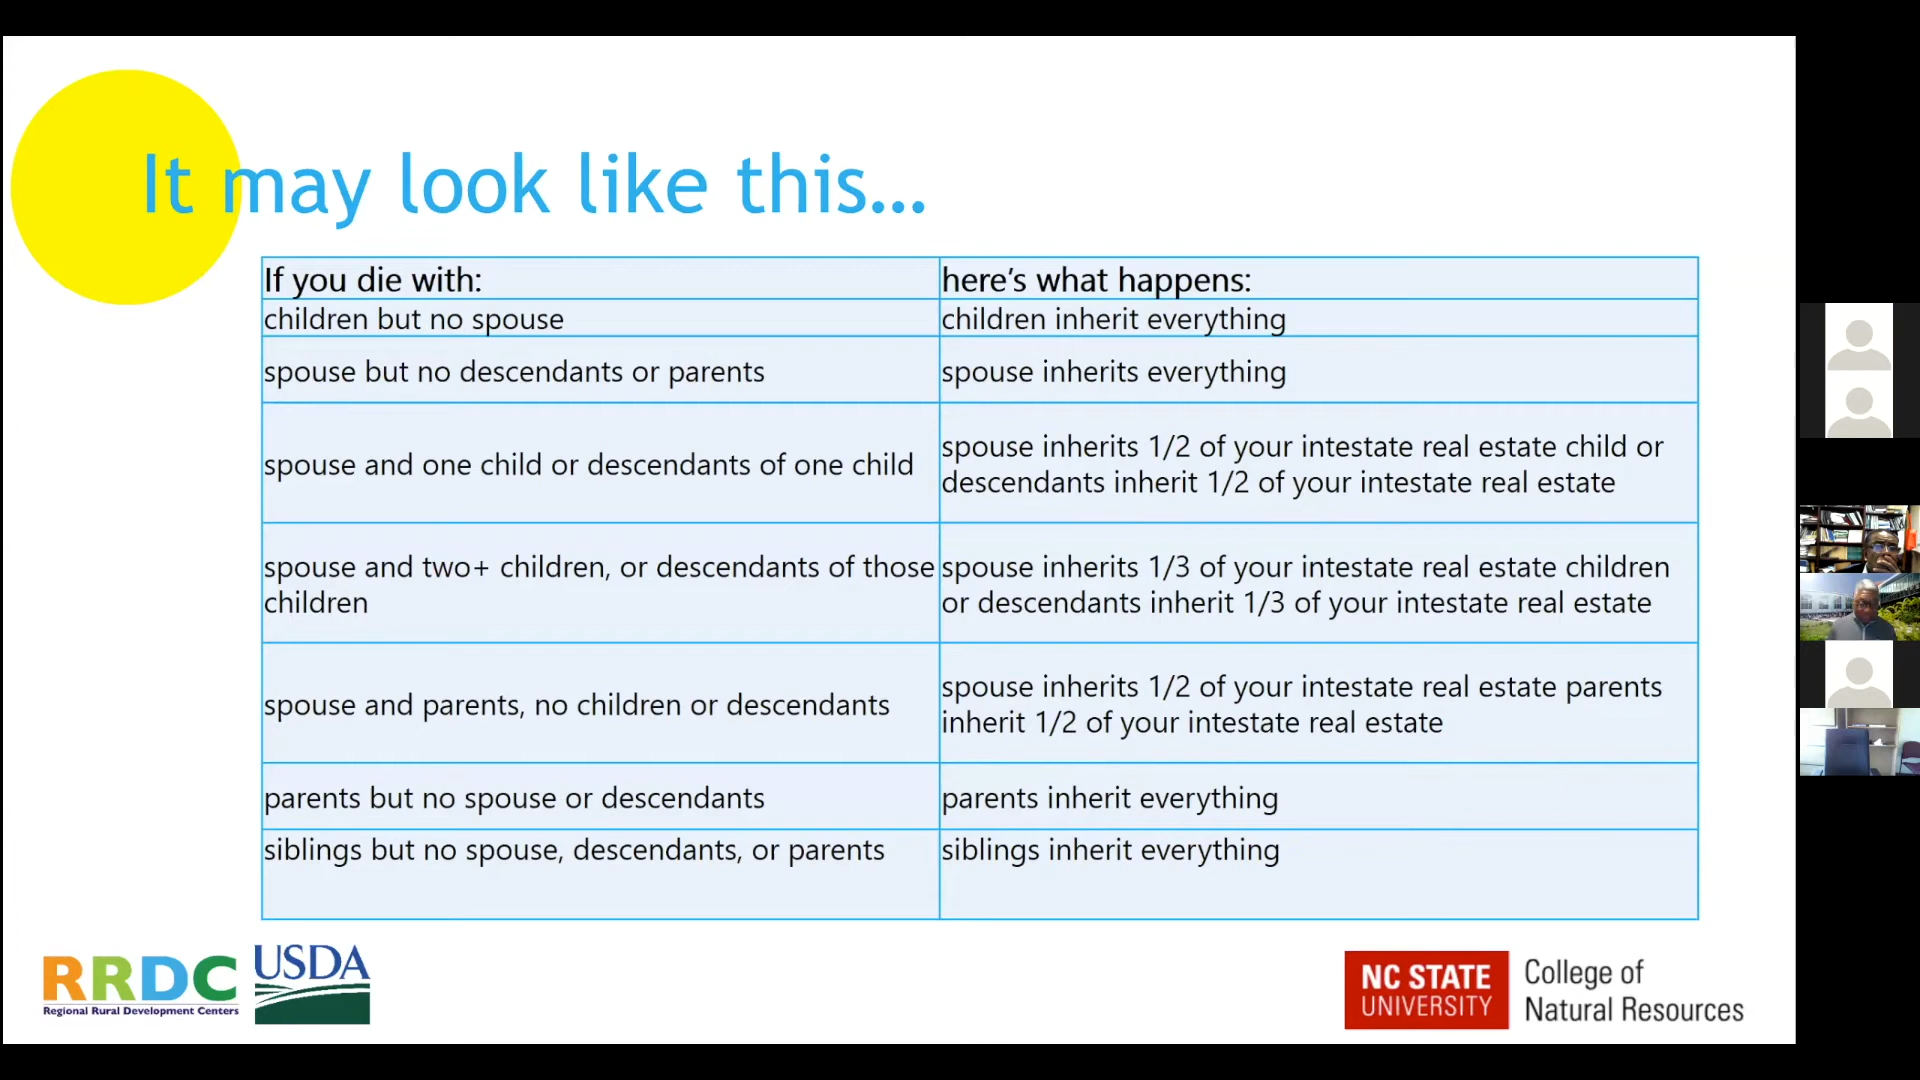 It may look like this...
If you die with:
here’s what happens:
children but no spouse
children inherit everything
spouse but no descendants or parents
spouse inherits everything
spouse and one child or descendants of one child
spouse inherits 1/2 of your intestate real estate child or
descendants inherit 1/2 of your intestate real estate
spouse and two+ children, or descendants of those
children
spouse inherits 1/3 of your intestate real estate children
or descendants inherit 1/3 of your intestate real estate
spouse and parents, no children or descendants
spouse inherits 1/2 of your intestate real estate parents
inherit 1/2 of your intestate real estate
parents but no spouse or descendants
parents inherit everything
siblings but no spouse, descendants, or parents
siblings inherit everything
RRDC
Regional Rural Development Centers
USDA
NC STATE
UNIVERSITY
College of
Natural Resources